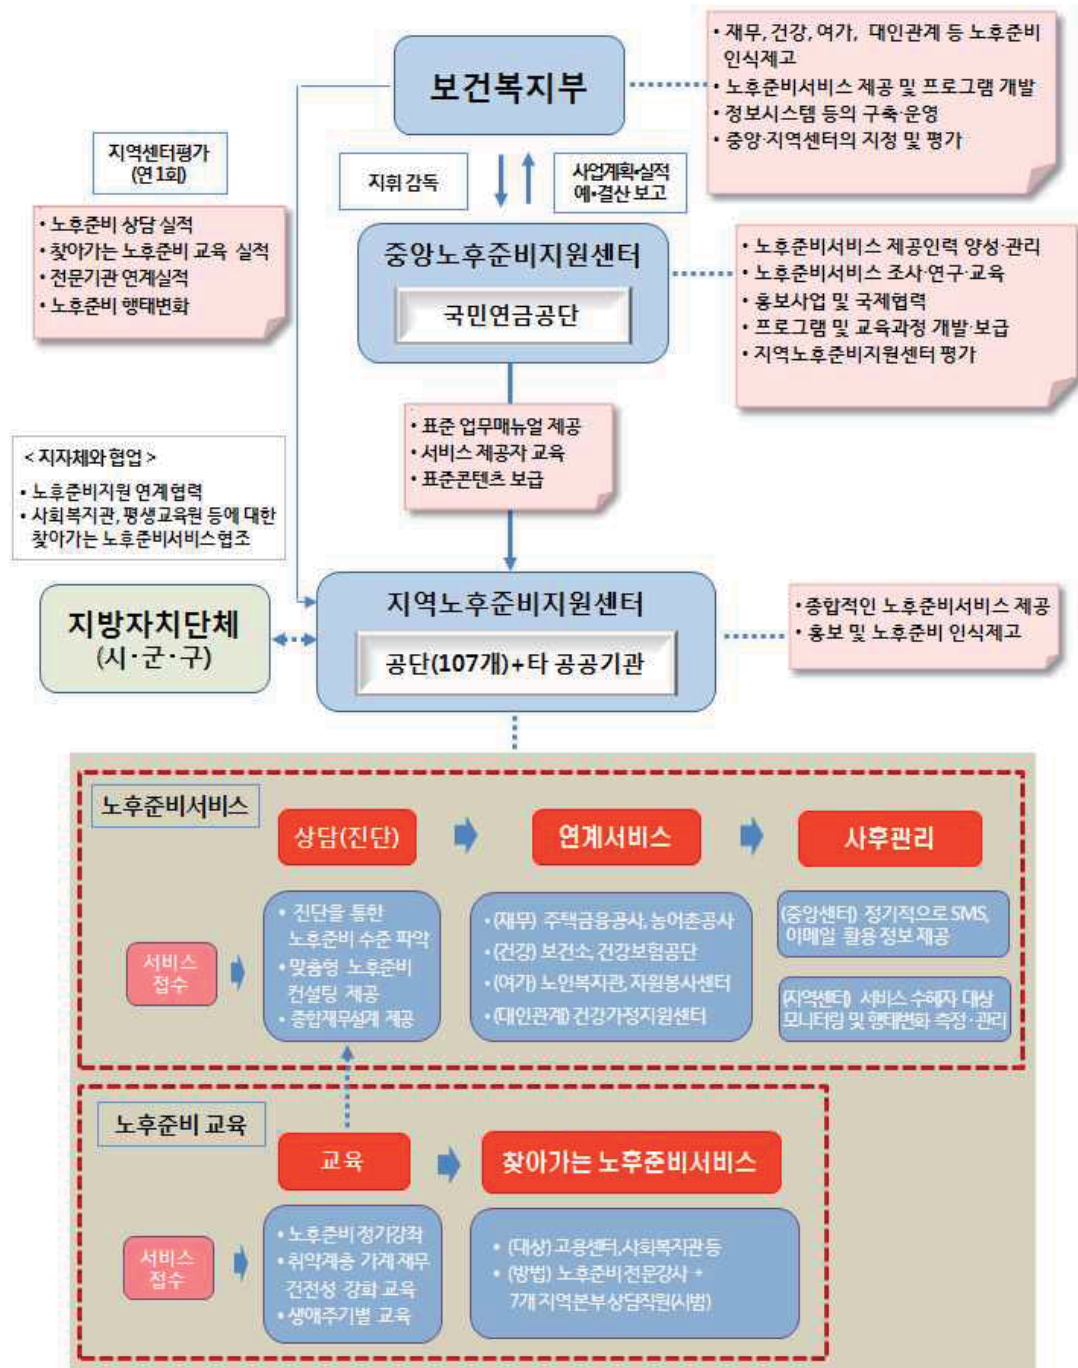 보건복지부
• 재무, 건강, 여가, 대인관계 등 노후준비
인식제고
• 노후준비서비스 제공 및 프로그램 개발
• 정보시스템 등의 구축·운영
• 중앙·지역센터의 지정 및 평가
지역센터평가
(연 1회)
• 노후준비 상담 실적
• 찾아가는 노후준비 교육 실적
• 전문기관 연계실적
• 노후준비 행태변화
지휘 감독
사업계획•실적
예•결산 보고
중앙노후준비지원센터
국민연금공단
• 노후준비서비스 제공인력 양성·관리
• 노후준비서비스 조사·연구·교육
• 홍보사업 및 국제협력
• 프로그램 및 교육과정 개발·보급
• 지역노후준비지원센터 평가
• 표준 업무매뉴얼 제공
• 서비스 제공자 교육
• 표준콘텐츠 보급
< 지자체와 협업 >
• 노후준비지원 연계협력
• 사회복지관, 평생교육원 등에 대한
찾아가는 노후준비서비스 협조
지방자치단체
(시·군·구)
지역노후준비지원센터
공단(107개)+타 공공기관
• 종합적인 노후준비서비스 제공
• 홍보 및 노후준비 인식제고
노후준비서비스
상담(진단)
연계서비스
사후관리
서비스
접수
• 진단을 통한
노후준비 수준 파악
• 맞춤형 노후준비
컨설팅 제공
• 종합재무설계 제공
• (재무) 주택금융공사, 농어촌공사
• (건강) 보건소, 건강보험공단
• (여가) 노인복지관, 자원봉사센터
• (대인관계) 건강가정지원센터
(중앙센터) 정기적으로 SMS,
이메일 활용 정보 제공
(지역센터) 서비스 수혜자 대상
모니터링 및 행태변화 측정·관리
노후준비 교육
교육
찾아가는 노후준비서비스
서비스
접수
• 노후준비 정기강좌
• 취약계층 가계 재무
건전성 강화 교육
• 생애주기별 교육
• (대상) 고용센터, 사회복지관 등
• (방법) 노후준비 전문강사 +
7개 지역본부 상담직원(시범)